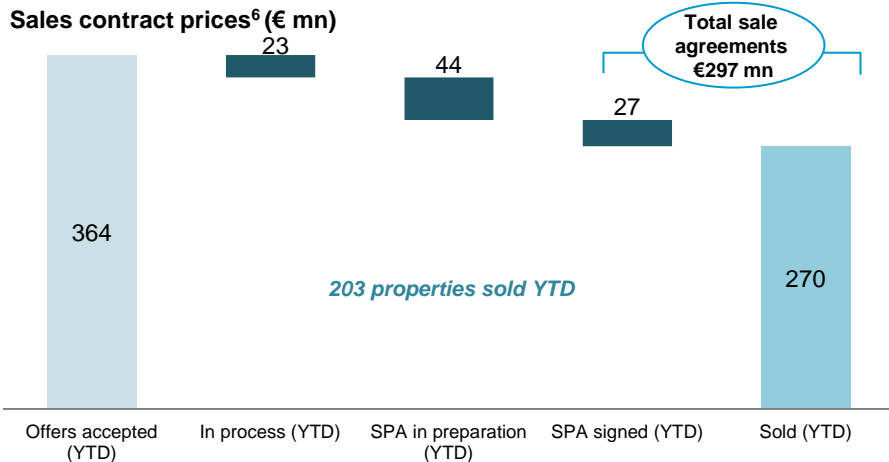 Sales contract prices⁶ (€ mn)
Total sale
agreements
€297 mn
23
44
27
364
270
203 properties sold YTD
Offers accepted
(YTD)
In process (YTD)
SPA in preparation
(YTD)
SPA signed (YTD)
Sold (YTD)